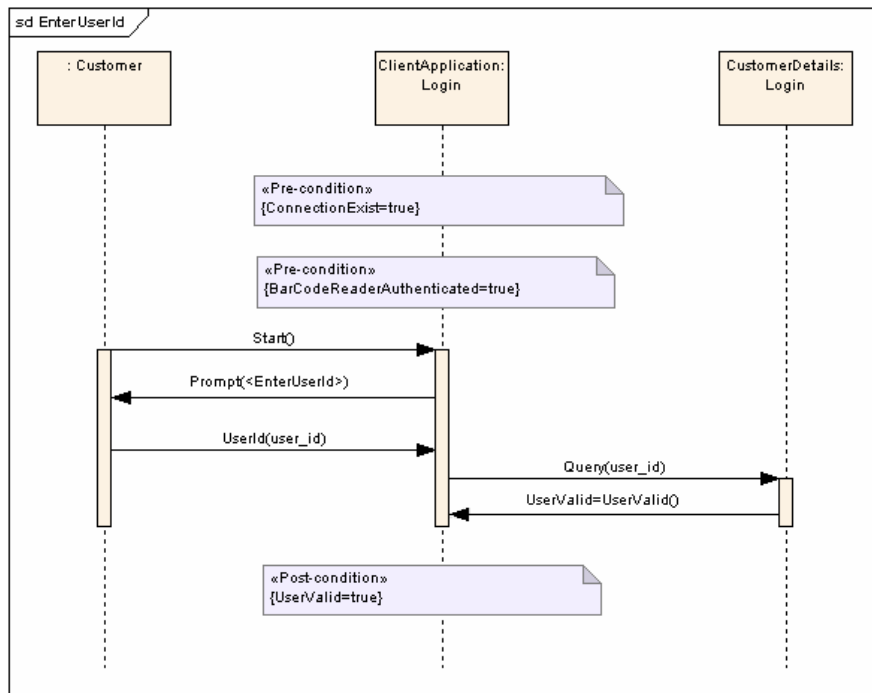 sd EnterUserId
: Customer
ClientApplication:
Login
CustomerDetails:
Login
«Pre-condition»
{ConnectionExist=true}
«Pre-condition»
{BarCodeReaderAuthenticated=true}
Start()
Prompt(<EnterUserId>)
UserId(user_id)
Query(user_id)
UserValid=UserValid()
«Post-condition»
{UserValid=true}